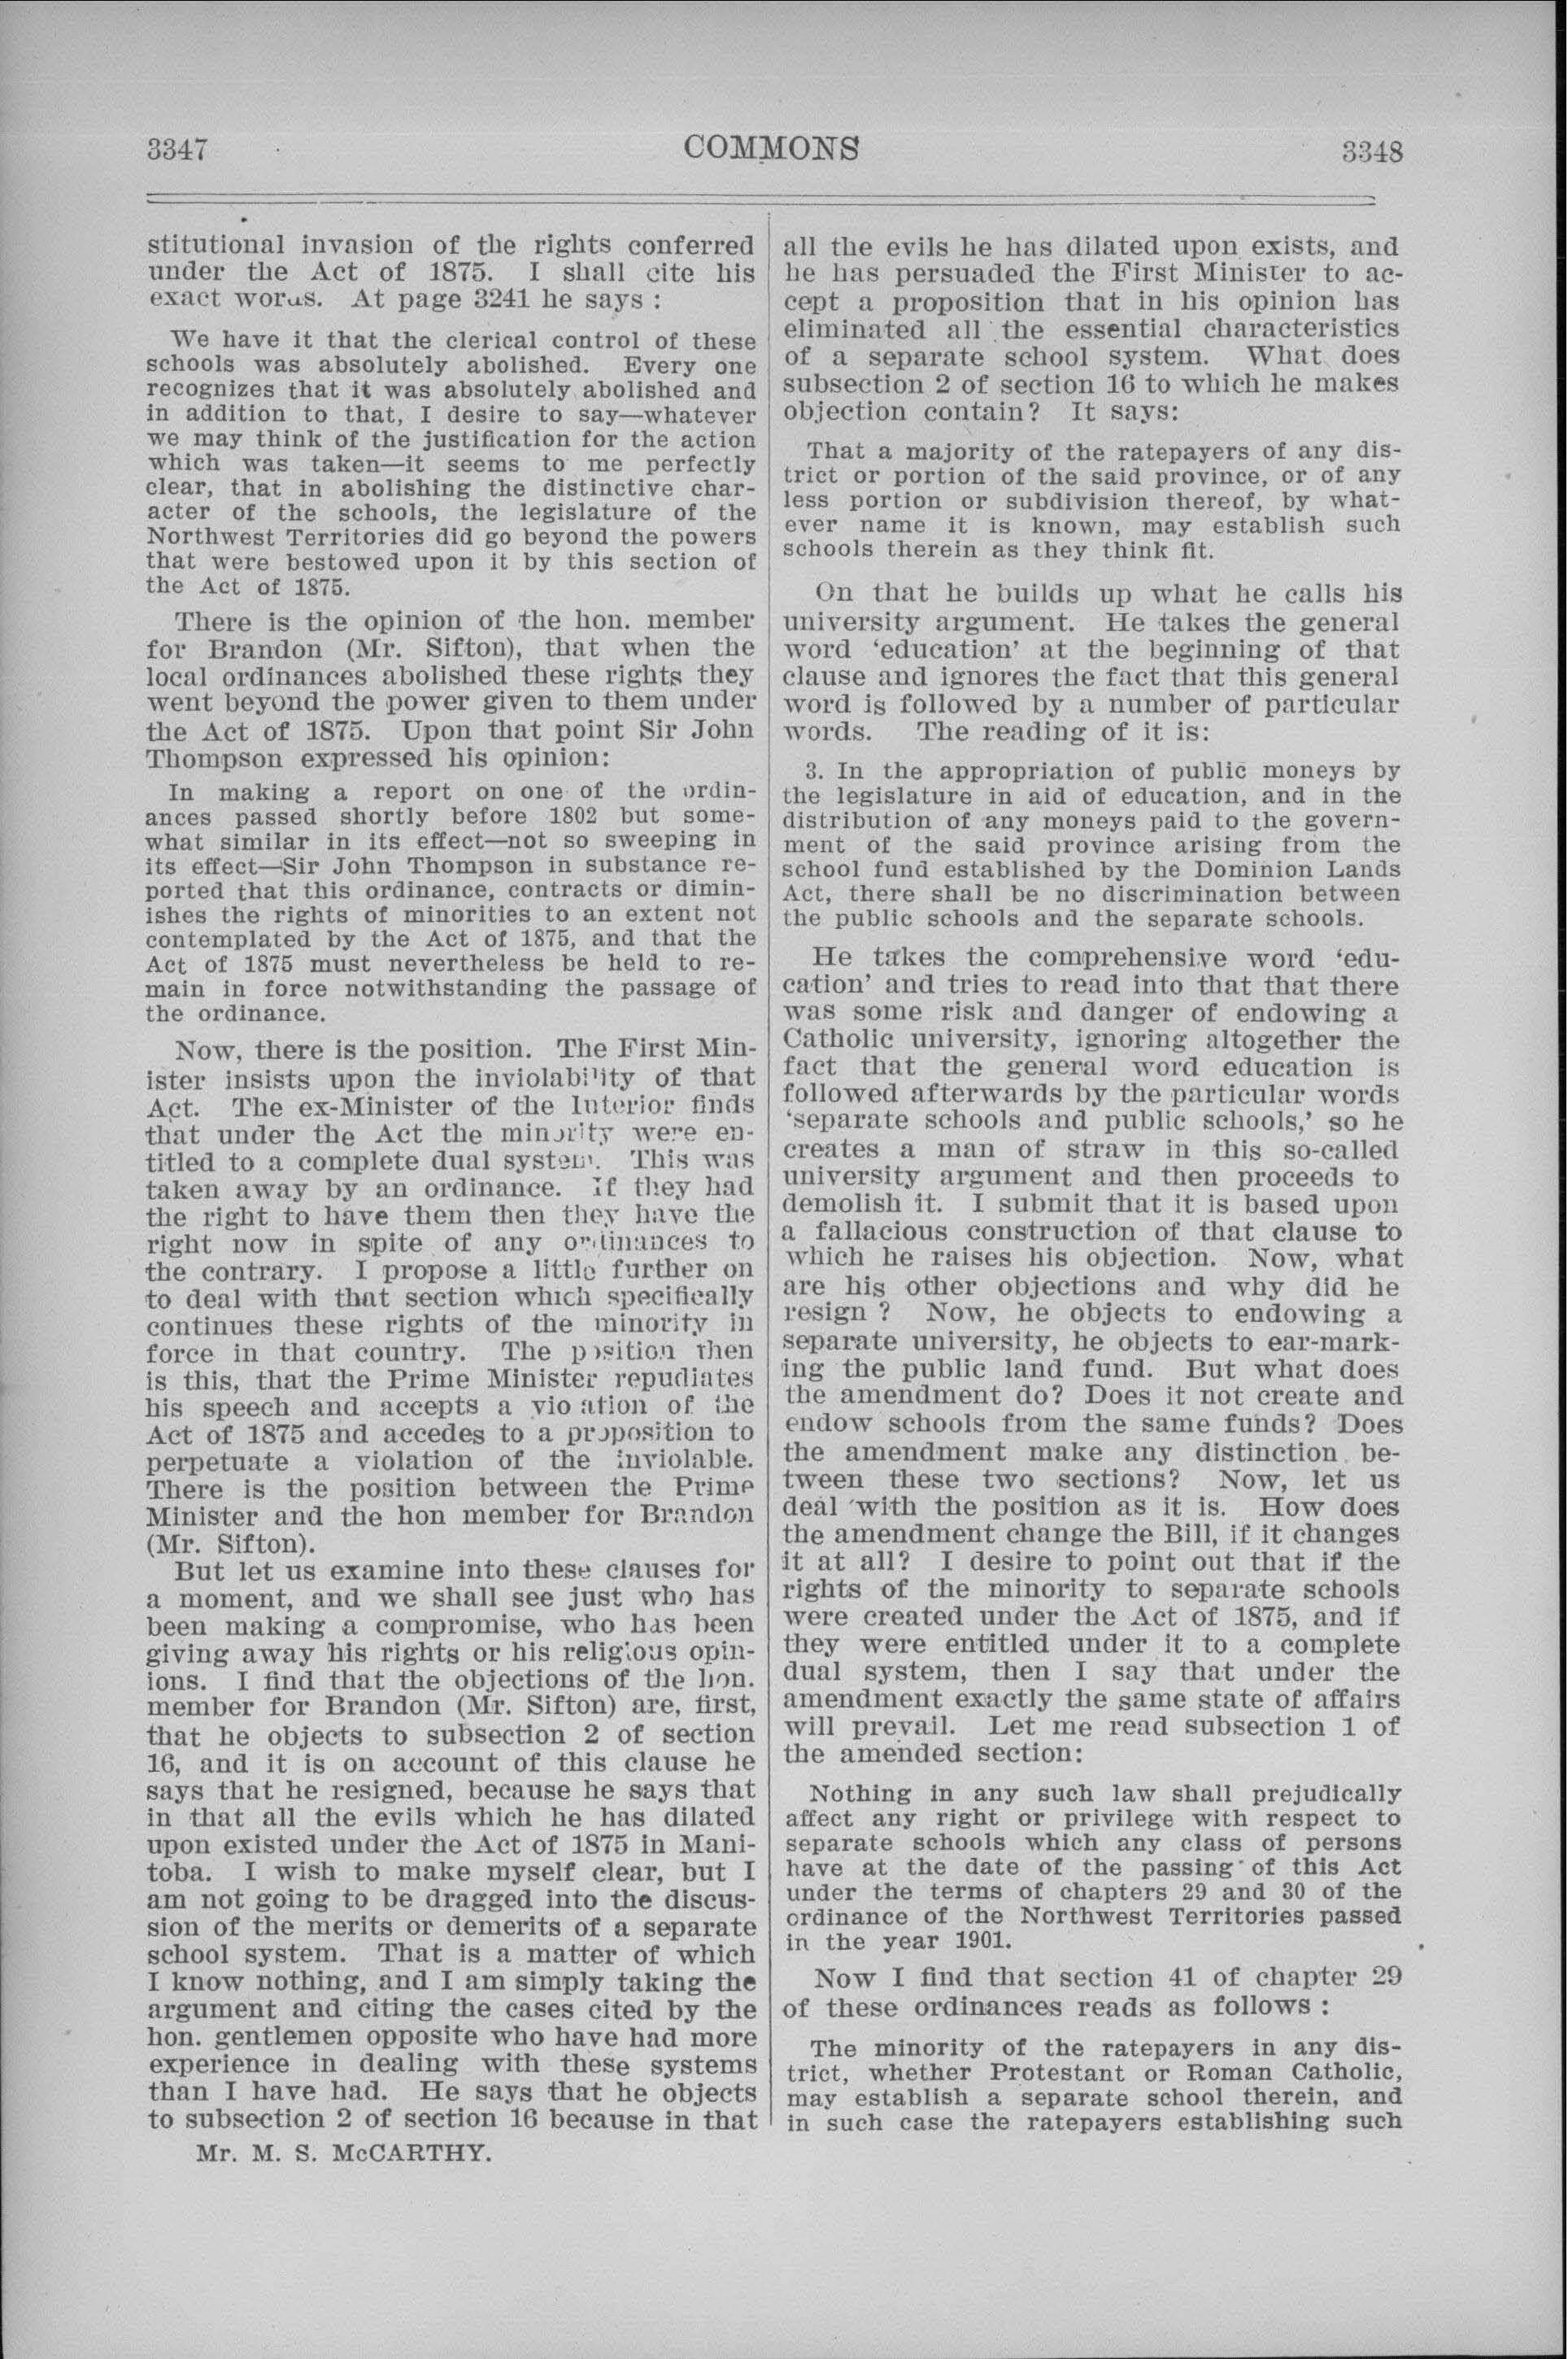 3347
COMMONS
3348
stitutional invasion of the rights conferred
under the Act of 1875. I shall cite his
exact words. At page 3241 he says :
We have it that the clerical control of these
schools was absolutely abolished. Every one
recognizes that it was absolutely abolished and
in addition to that, I desire to say—whatever
we may think of the justification for the action
which was taken—it seems to me perfectly
clear, that in abolishing the distinctive char-
acter of the schools, the legislature of the
Northwest Territories did go beyond the powers
that were bestowed upon it by this section of
the Act of 1875.
There is the opinion of the hon. member
for Brandon (Mr. Sifton), that when the
local ordinances abolished these rights they
went beyond the power given to them under
the Act of 1875. Upon that point Sir John
Thompson expressed his opinion:
In making a report on one of the ordin-
ances passed shortly before 1802 but some-
what similar in its effect—not so sweeping in
its effect—Sir John Thompson in substance re-
ported that this ordinance, contracts or dimin-
ishes the rights of minorities to an extent not
contemplated by the Act of 1875, and that the
Act of 1875 must nevertheless be held to re-
main in force notwithstanding the passage of
the ordinance.
Now, there is the position. The First Min-
ister insists upon the inviolability of that
Act. The ex-Minister of the Interior finds
that under the Act the minority were en-
titled to a complete dual system. This was
taken away by an ordinance. If they had
the right to have them then they have the
right now in spite of any ordinances to
the contrary. I propose a little further on
to deal with that section which specifically
continues these rights of the minority in
force in that country. The position then
is this, that the Prime Minister repudiates
his speech and accepts a violation of the
Act of 1875 and accedes to a proposition to
perpetuate a violation of the inviolable.
There is the position between the Prime
Minister and the hon member for Brandon
(Mr. Sifton).
But let us examine into these clauses for
a moment, and we shall see just who has
been making a compromise, who has been
giving away his rights or his religious opin-
ions. I find that the objections of the hon.
member for Brandon (Mr. Sifton) are, first,
that he objects to subsection 2 of section
16, and it is on account of this clause he
says that he resigned, because he says that
in that all the evils which he has dilated
upon existed under the Act of 1875 in Mani-
toba. I wish to make myself clear, but I
am not going to be dragged into the discus-
sion of the merits or demerits of a separate
school system. That is a matter of which
I know nothing, and I am simply taking the
argument and citing the cases cited by the
hon. gentlemen opposite who have had more
experience in dealing with these systems
than I have had. He says that he objects
to subsection 2 of section 16 because in that
Mr. M. S. McCARTHY.
all the evils he has dilated upon exists, and
he has persuaded the First Minister to ac-
cept a proposition that in his opinion has
eliminated all the essential characteristics
of a separate school system. What does
subsection 2 of section 16 to which he makes
objection contain? It says:
That a majority of the ratepayers of any dis-
trict or portion of the said province, or of any
less portion or subdivision thereof, by what-
ever name it is known, may establish such
schools therein as they think fit.
On that he builds up what he calls his
university argument. He takes the general
word 'education' at the beginning of that
clause and ignores the fact that this general
word is followed by a number of particular
words. The reading of it is:
3. In the appropriation of public moneys by
the legislature in aid of education, and in the
distribution of any moneys paid to the govern-
ment of the said province arising from the
school fund established by the Dominion Lands
Act, there shall be no discrimination between
the public schools and the separate schools.
He takes the comprehensive word 'edu-
cation' and tries to read into that that there
was some risk and danger of endowing a
Catholic university, ignoring altogether the
fact that the general word education is
followed afterwards by the particular words
'separate schools and public schools,' so he
creates a man of straw in this so-called
university argument and then proceeds to
demolish it. I submit that it is based upon
a fallacious construction of that clause to
which he raises his objection. Now, what
are his other objections and why did he
resign ? Now, he objects to endowing a
separate university, he objects to ear-mark-
ing the public land fund. But what does
the amendment do? Does it not create and
endow schools from the same funds? Does
the amendment make any distinction be-
tween these two sections? Now, let us
deal with the position as it is. How does
the amendment change the Bill, if it changes
it at all? I desire to point out that if the
rights of the minority to separate schools
were created under the Act of 1875, and if
they were entitled under it to a complete
dual system, then I say that under the
amendment exactly the same state of affairs
will prevail. Let me read subsection 1 of
the amended section:
Nothing in any such law shall prejudically
affect any right or privilege with respect to
separate schools which any class of persons
have at the date of the passing of this Act
under the terms of chapters 29 and 30 of the
ordinance of the Northwest Territories passed
in the year 1901.
Now I find that section 41 of chapter 29
of these ordinances reads as follows :
The minority of the ratepayers in any dis-
trict, whether Protestant or Roman Catholic,
may establish a separate school therein, and
in such case the ratepayers establishing such